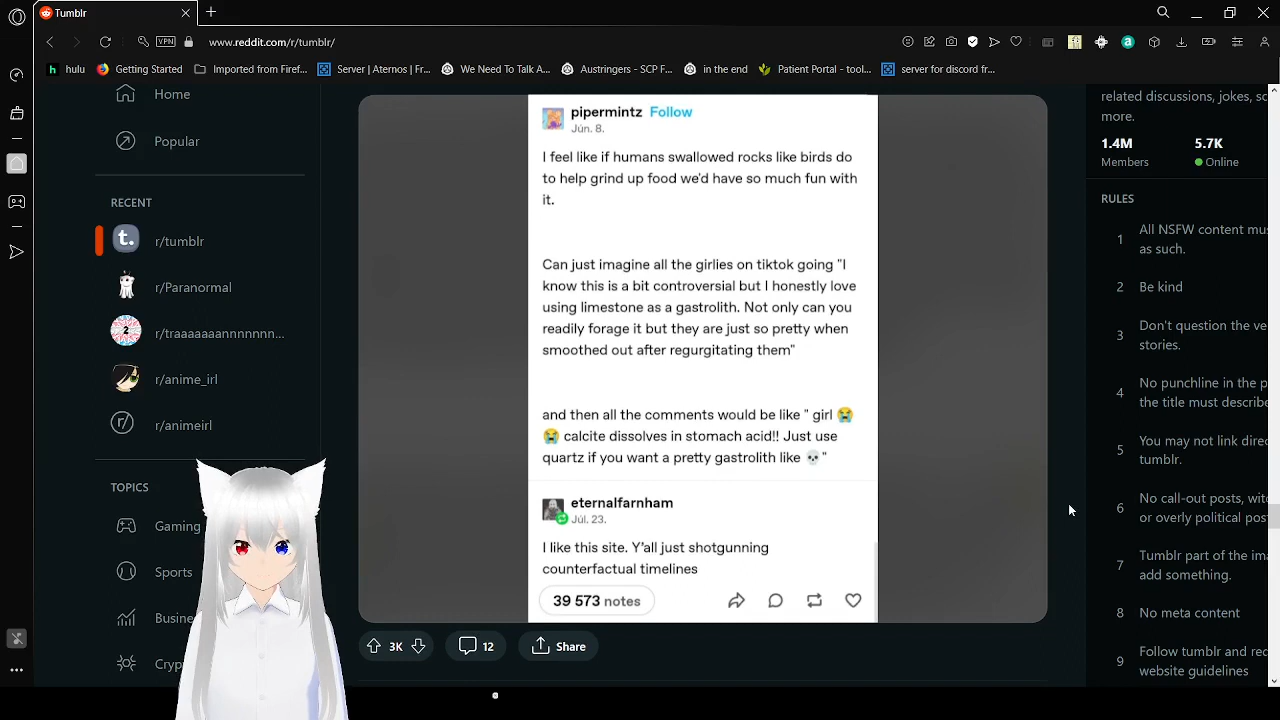 Tumblr
VPN
www.reddit.com/r/tumblr/
h hulu
Getting Started
Imported from Firef...
Server | Aternos | Fr...
We Need To Talk A...
Austringers - SCP F...
in the end
Patient Portal - tool...
server for discord fr...
Home
Popular
RECENT
t. r/tumblr
r/Paranormal
r/traaaaaaannnnnnn...
r/anime_irl
r/ r/animeirl
TOPICS
Gaming
Sports
Busine
Cryp
pipermintz Follow
Jún. 8.
I feel like if humans swallowed rocks like birds do
to help grind up food we'd have so much fun with
it.
Can just imagine all the girlies on tiktok going "I
know this is a bit controversial but I honestly love
using limestone as a gastrolith. Not only can you
readily forage it but they are just so pretty when
smoothed out after regurgitating them"
and then all the comments would be like " girl 😭
😭 calcite dissolves in stomach acid!! Just use
quartz if you want a pretty gastrolith like 💀"
eternalfarnham
Júl. 23.
I like this site. Y'all just shotgunning
counterfactual timelines
39 573 notes
3K
12
Share
related discussions, jokes, sc
more.
1.4M 5.7K
Members Online
RULES
1 All NSFW content mus
as such.
2 Be kind
3 Don't question the ve
stories.
4 No punchline in the p
the title must describe
5 You may not link direc
tumblr.
6 No call-out posts, witc
or overly political post
7 Tumblr part of the ima
add something.
8 No meta content
9 Follow tumblr and red
website guidelines